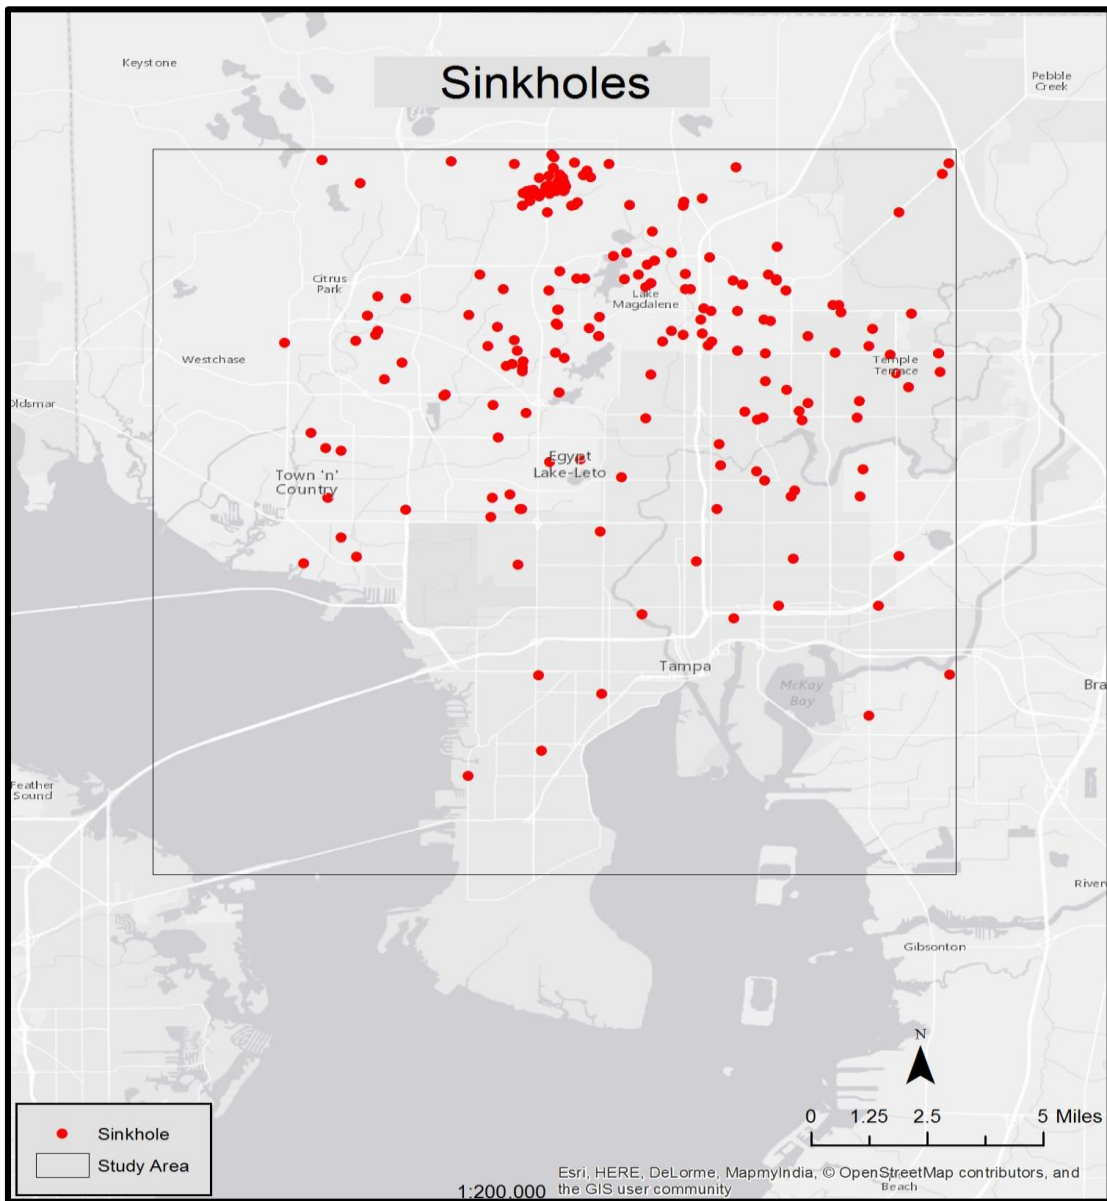 Keystone
Sinkholes
Pebble
Creek
Citrus
Park
Lake
Magdalene
Westchase
Temple
Terrace
Oldsmar
Egypt
Lake-Leto
Town 'n'
Country
Tampa
McKay
Bay
Bra
Feather
Sound
River
Gibsonton
N
0 1.25 2.5 5 Miles
Sinkhole
Study Area
Esri, HERE, DeLorme, MapmyIndia, © OpenStreetMap contributors, and
the GIS user community
Beach
1:200,000